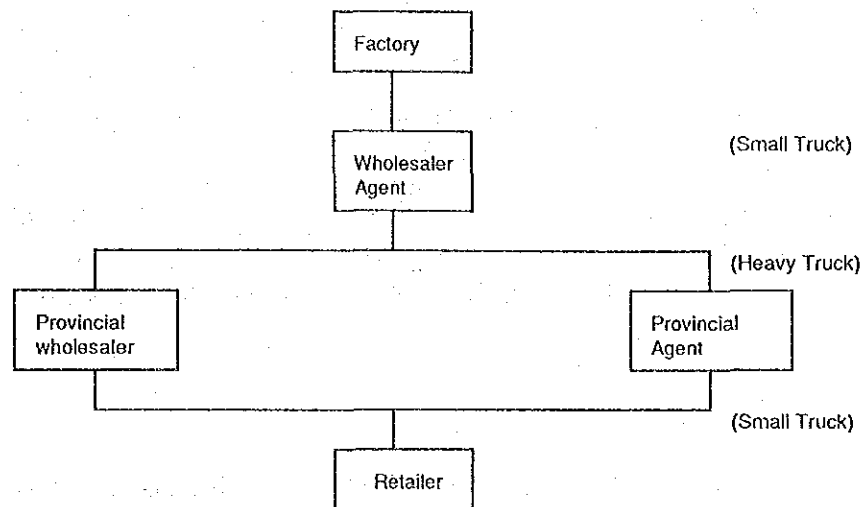 Factory
(Small Truck)
Wholesaler
Agent
(Heavy Truck)
Provincial
wholesaler
Provincial
Agent
(Small Truck)
Retailer